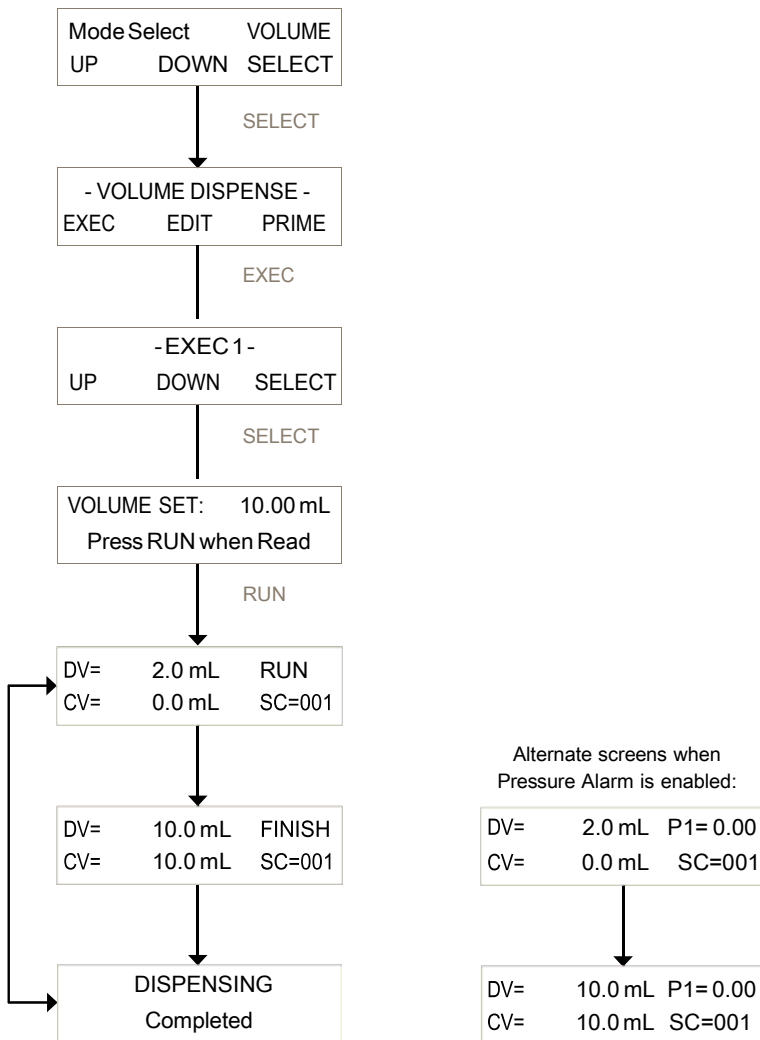 Mode Select VOLUME
UP DOWN SELECT
SELECT
- VOLUME DISPENSE -
EXEC EDIT PRIME
EXEC
-EXEC 1-
UP DOWN SELECT
SELECT
VOLUME SET: 10.00 mL
Press RUN when Read
RUN
DV= 2.0 mL RUN
CV= 0.0 mL SC=001
DV= 10.0 mL FINISH
CV= 10.0 mL SC=001
DISPENSING
Completed
Alternate screens when
Pressure Alarm is enabled:
DV= 2.0 mL P1= 0.00
CV= 0.0 mL SC=001
DV= 10.0 mL P1= 0.00
CV= 10.0 mL SC=001